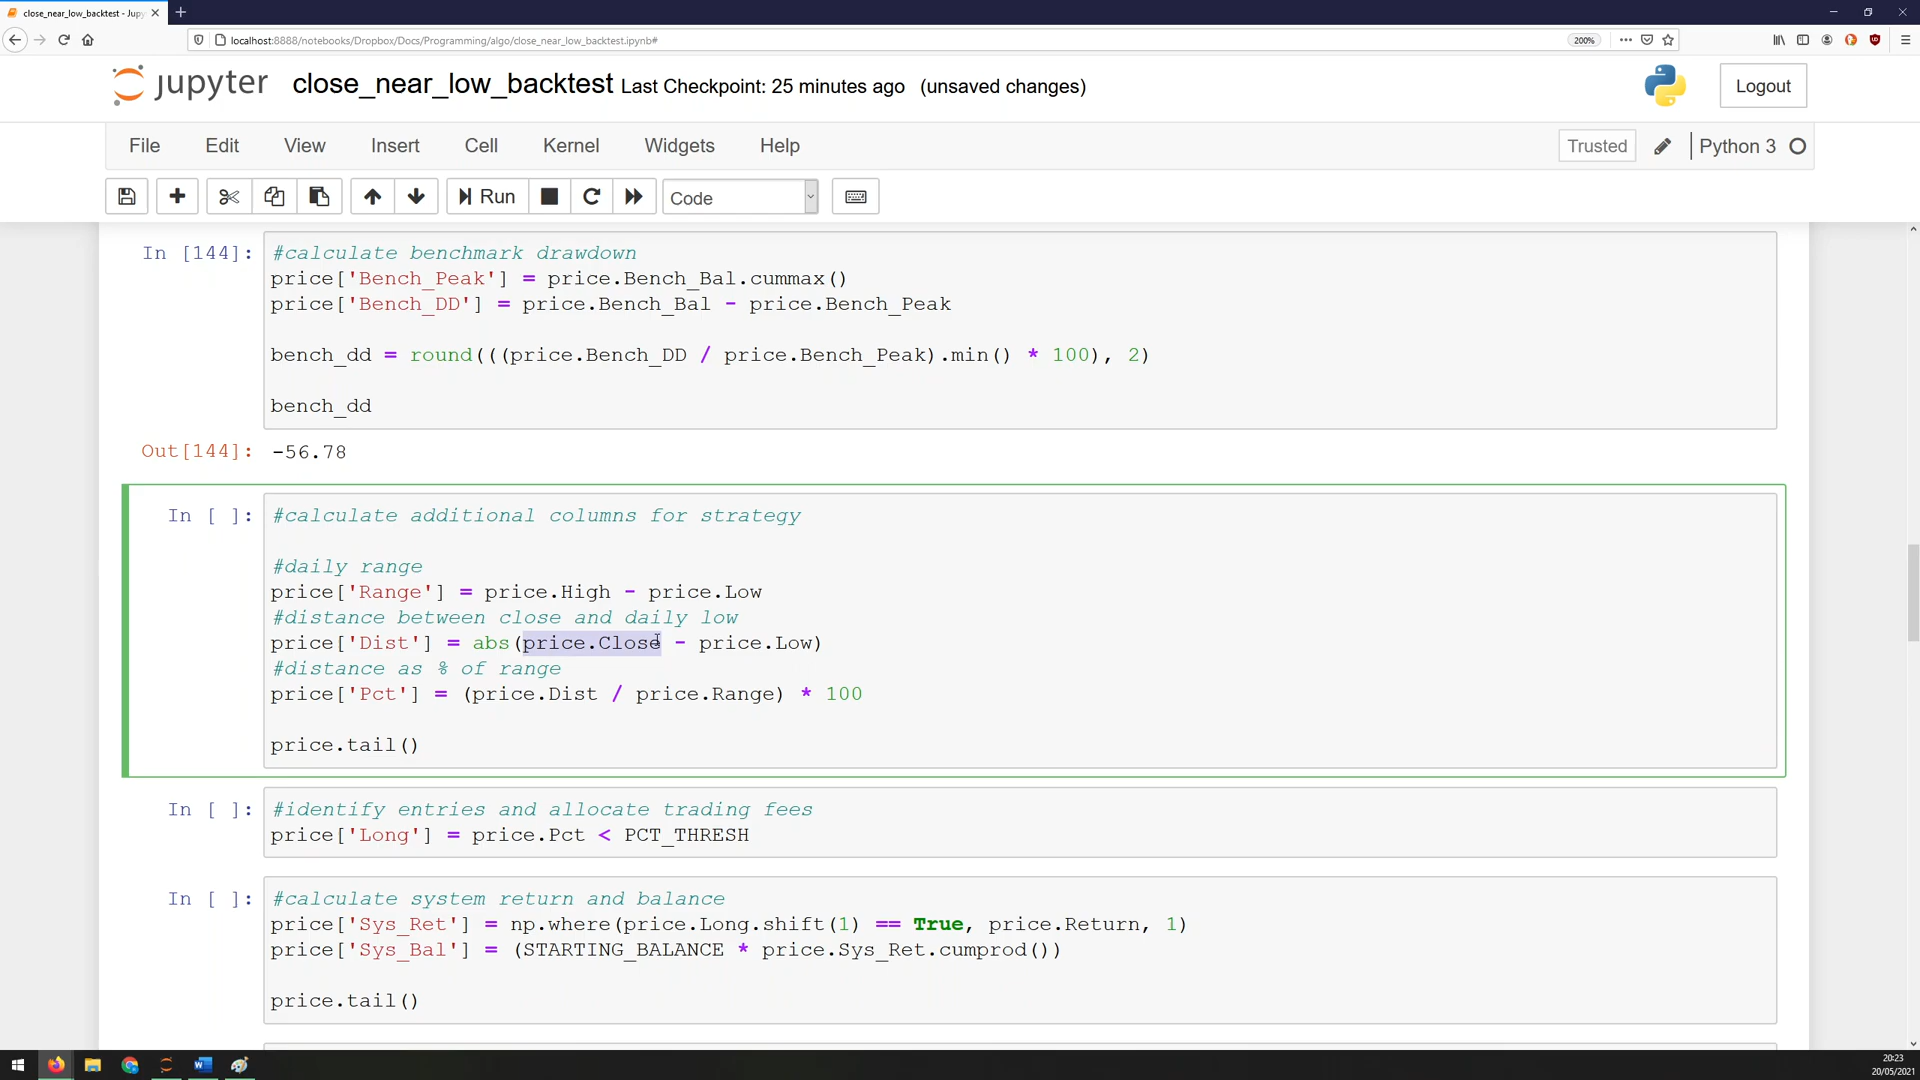 close_near_low_backtest - Jupy
localhost:8888/notebooks/Dropbox/Docs/Programming/algo/close_near_low_backtest.ipynb#
200%
jupyter close_near_low_backtest Last Checkpoint: 25 minutes ago (unsaved changes)
Logout
File Edit View Insert Cell Kernel Widgets Help
Trusted
Python 3
Run
Code
In [144]:
#calculate benchmark drawdown
price['Bench_Peak'] = price.Bench_Bal.cummax()
price['Bench_DD'] = price.Bench_Bal - price.Bench_Peak
bench_dd = round(((price.Bench_DD / price.Bench_Peak).min() * 100), 2)
bench_dd
Out[144]: -56.78
In [ ]:
#calculate additional columns for strategy
#daily range
price['Range'] = price.High - price.Low
#distance between close and daily low
price['Dist'] = abs(price.Close - price.Low)
#distance as % of range
price['Pct'] = (price.Dist / price.Range) * 100
price.tail()
In [ ]:
#identify entries and allocate trading fees
price['Long'] = price.Pct < PCT_THRESH
In [ ]:
#calculate system return and balance
price['Sys_Ret'] = np.where(price.Long.shift(1) == True, price.Return, 1)
price['Sys_Bal'] = (STARTING_BALANCE * price.Sys_Ret.cumprod())
price.tail()
20:23
20/05/2021